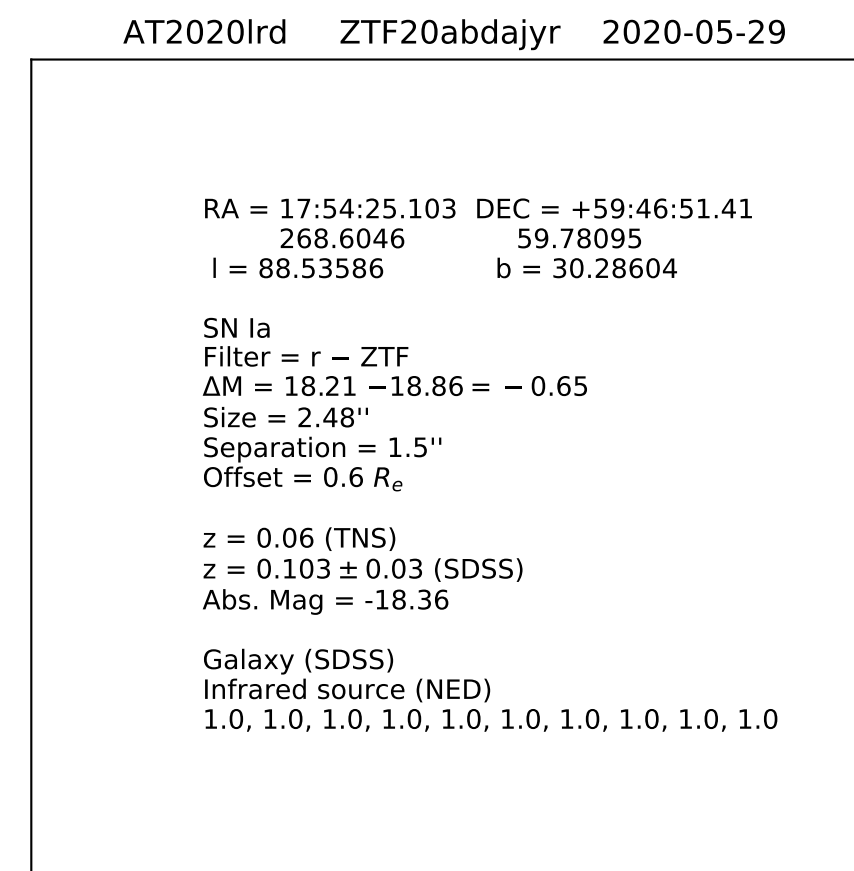 AT2020lrd ZTF20abdajyr 2020-05-29
RA = 17:54:25.103 DEC = +59:46:51.41
268.6046 59.78095
l = 88.53586 b = 30.28604
SN Ia
Filter = r − ZTF
ΔM = 18.21 −18.86 = − 0.65
Size = 2.48''
Separation = 1.5''
Offset = 0.6 Rₑ
z = 0.06 (TNS)
z = 0.103 ± 0.03 (SDSS)
Abs. Mag = -18.36
Galaxy (SDSS)
Infrared source (NED)
1.0, 1.0, 1.0, 1.0, 1.0, 1.0, 1.0, 1.0, 1.0, 1.0